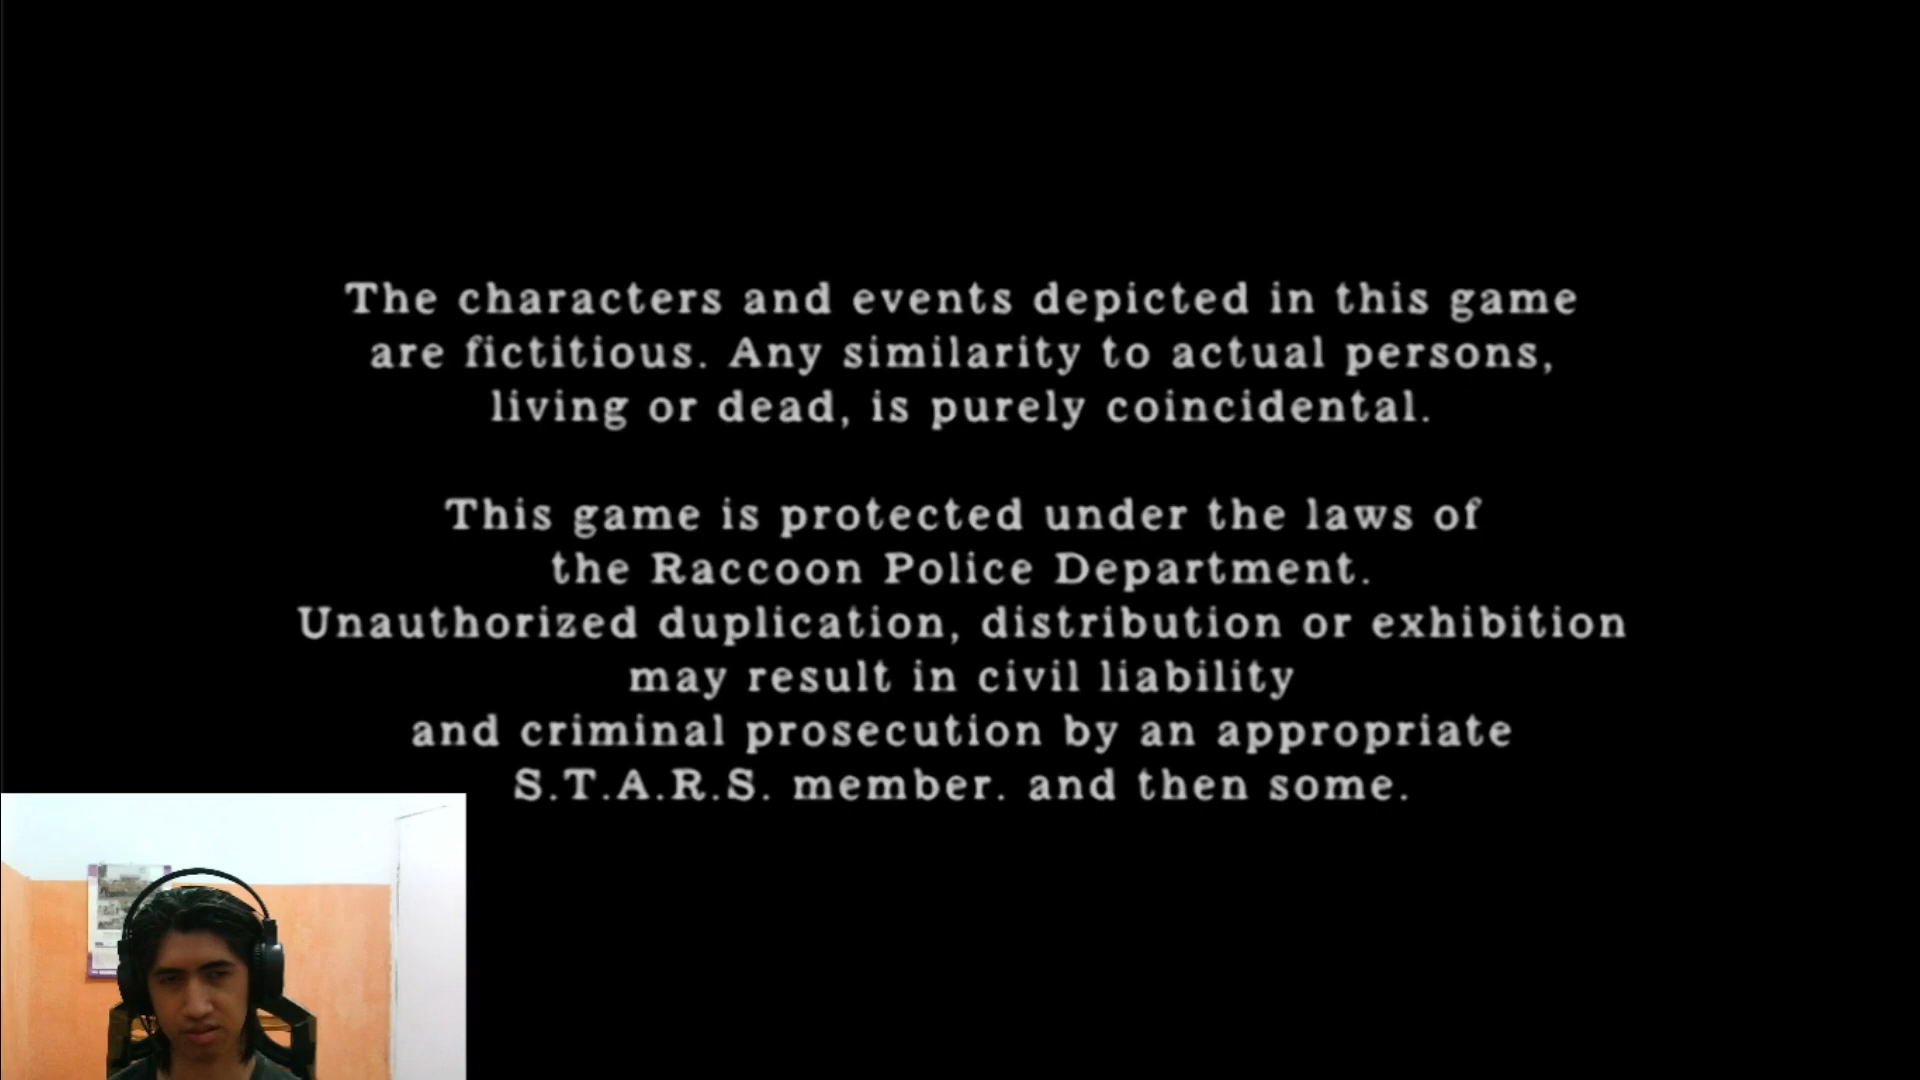 The characters and events depicted in this game
are fictitious. Any similarity to actual persons,
living or dead, is purely coincidental.
This game is protected under the laws of
the Raccoon Police Department.
Unauthorized duplication, distribution or exhibition
may result in civil liability
and criminal prosecution by an appropriate
S.T.A.R.S. member. and then some.